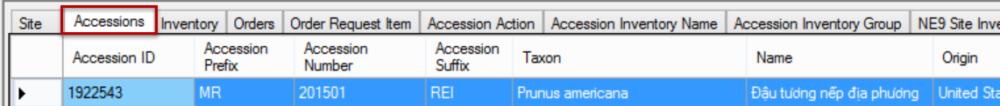 Site Accessions Inventory Orders Order Request Item Accession Action Accession Inventory Name Accession Inventory Group NE9 Site Inve
Accession ID Accession Prefix Accession Number Accession Suffix Taxon Name Origin
1922543 MR 201501 REI Prunus americana Đậu tương nếp địa phương United Sta